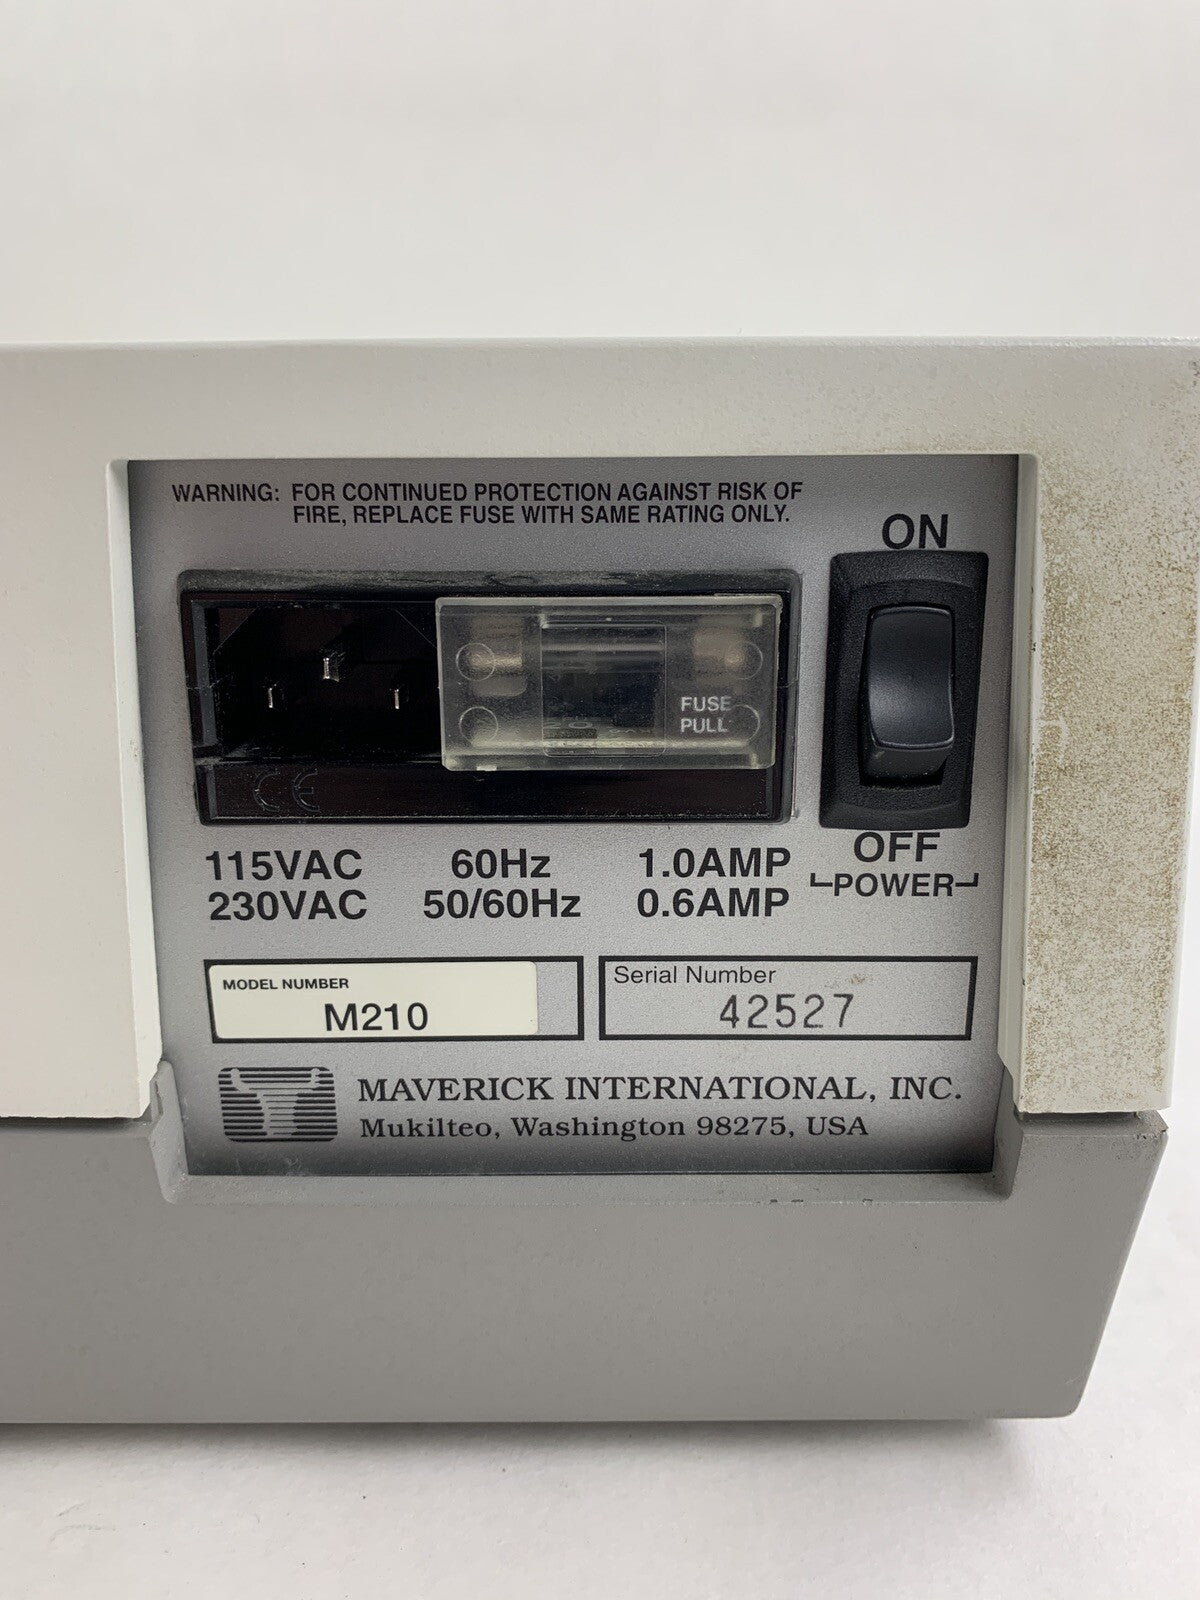 WARNING: FOR CONTINUED PROTECTION AGAINST RISK OF
FIRE, REPLACE FUSE WITH SAME RATING ONLY.
ON
FUSE
PULL
CE
OFF
POWER
115VAC 60Hz 1.0AMP
230VAC 50/60Hz 0.6AMP
MODEL NUMBER
M210
Serial Number
42527
MAVERICK INTERNATIONAL, INC.
Mukilteo, Washington 98275, USA